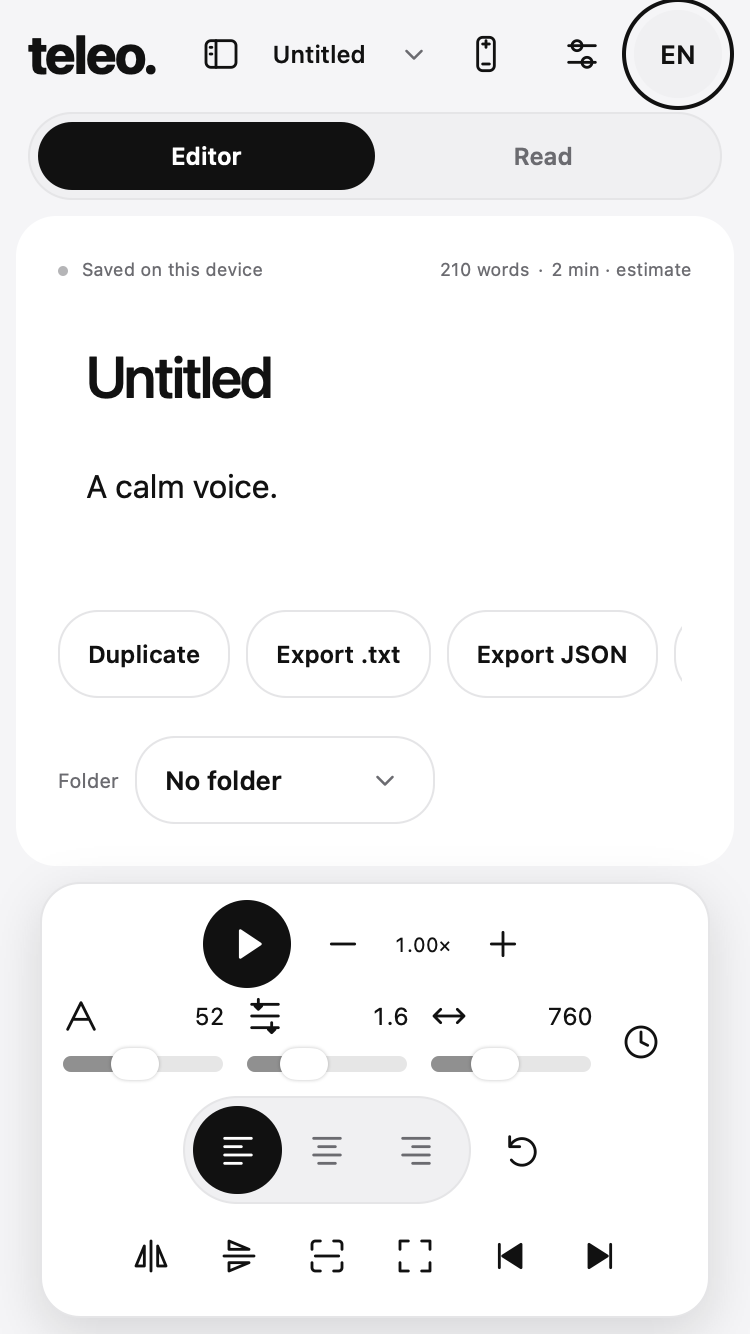 teleo.
Untitled
EN
Editor
Read
Saved on this device
210 words · 2 min · estimate
Untitled
A calm voice.
Duplicate
Export .txt
Export JSON
Folder
No folder
1.00×
52
1.6
760